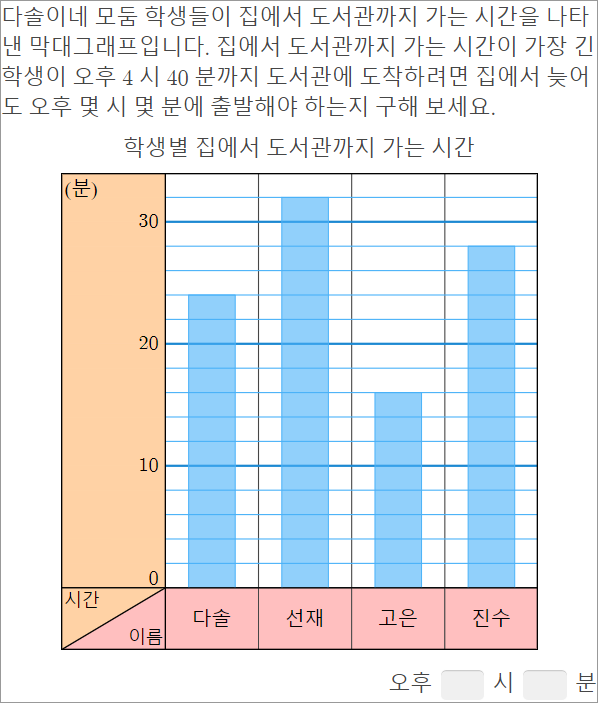 다솔이네 모둠 학생들이 집에서 도서관까지 가는 시간을 나타
낸 막대그래프입니다. 집에서 도서관까지 가는 시간이 가장 긴
학생이 오후 4 시 40 분까지 도서관에 도착하려면 집에서 늦어
도 오후 몇 시 몇 분에 출발해야 하는지 구해 보세요.
학생별 집에서 도서관까지 가는 시간
(분)
30
20
10
0
시간
이름
다솔 선재 고은 진수
오후 시 분